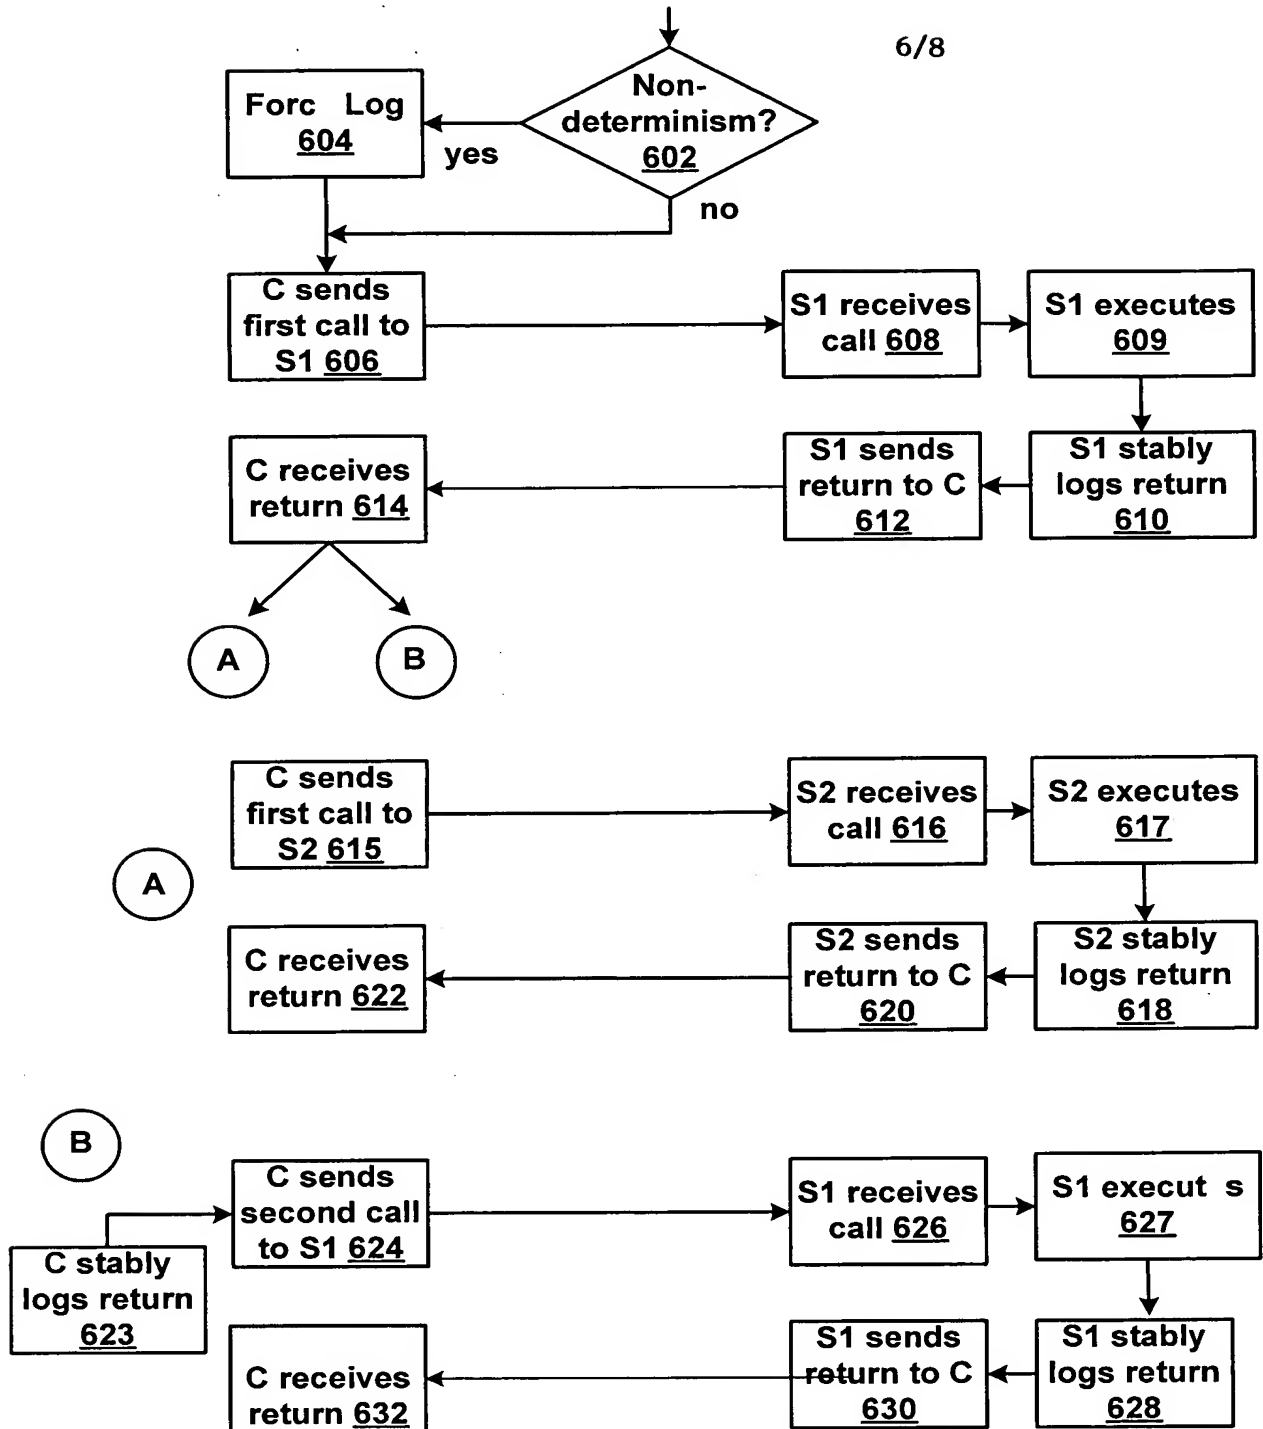 6/8
Non-
determinism?
602
Forc Log
604
yes
no
C sends
first call to
S1 606
S1 receives
call 608
S1 executes
609
C receives
return 614
S1 sends
return to C
612
S1 stably
logs return
610
A
B
C sends
first call to
S2 615
S2 receives
call 616
S2 executes
617
A
C receives
return 622
S2 sends
return to C
620
S2 stably
logs return
618
B
C sends
second call
to S1 624
S1 receives
call 626
S1 execut s
627
C stably
logs return
623
C receives
return 632
S1 sends
return to C
630
S1 stably
logs return
628